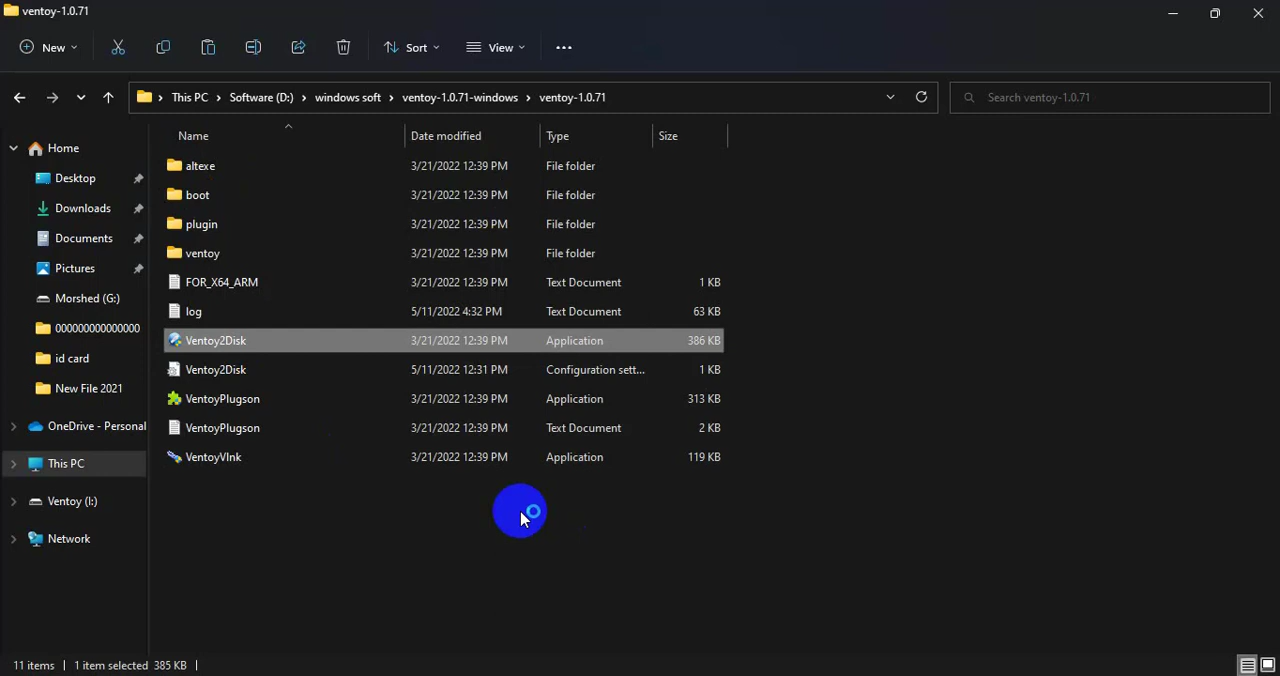 ventoy-1.0.71
New
Sort
View
This PC > Software (D:) > windows soft > ventoy-1.0.71-windows > ventoy-1.0.71
Search ventoy-1.0.71
Name Date modified Type Size
Home
Desktop
Downloads
Documents
Pictures
Morshed (G:)
000000000000000
id card
New File 2021
OneDrive - Personal
This PC
Ventoy (I:)
Network
altexe 3/21/2022 12:39 PM File folder
boot 3/21/2022 12:39 PM File folder
plugin 3/21/2022 12:39 PM File folder
ventoy 3/21/2022 12:39 PM File folder
FOR_X64_ARM 3/21/2022 12:39 PM Text Document 1 KB
log 5/11/2022 4:32 PM Text Document 63 KB
Ventoy2Disk 3/21/2022 12:39 PM Application 386 KB
Ventoy2Disk 5/11/2022 12:31 PM Configuration sett... 1 KB
VentoyPlugson 3/21/2022 12:39 PM Application 313 KB
VentoyPlugson 3/21/2022 12:39 PM Text Document 2 KB
VentoyVlnk 3/21/2022 12:39 PM Application 119 KB
11 items 1 item selected 385 KB